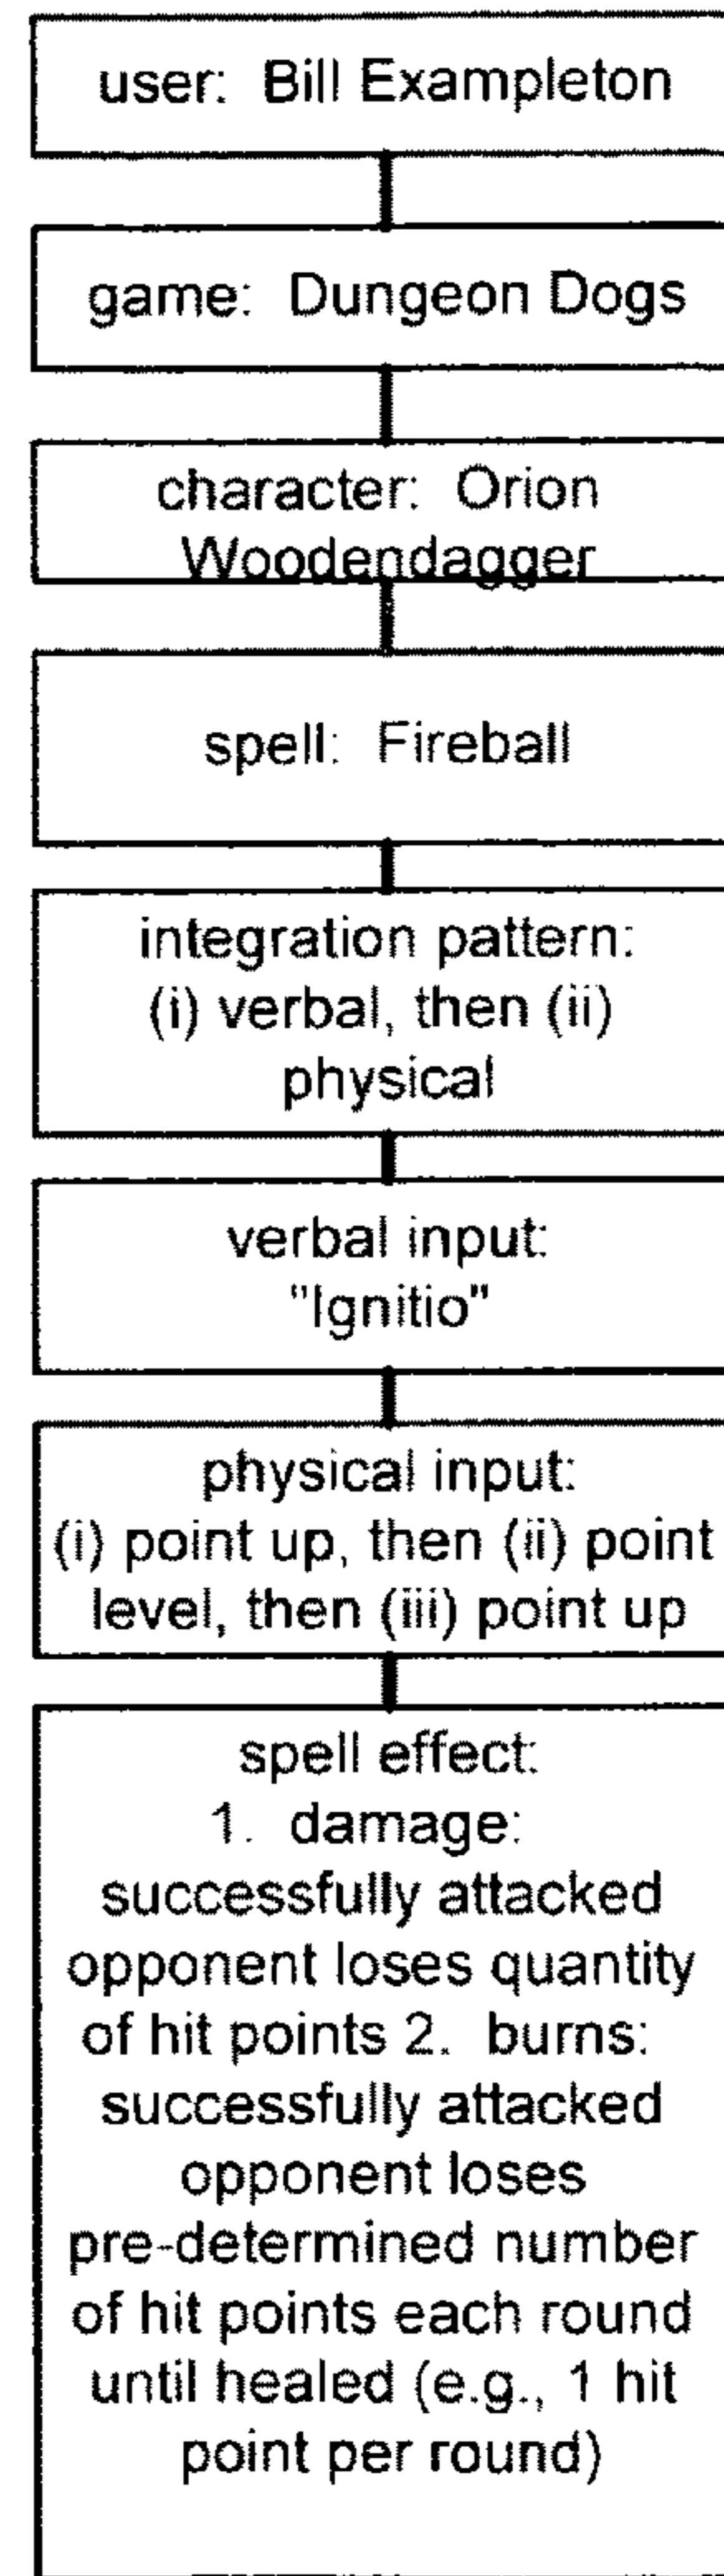 user: Bill Exampleton
game: Dungeon Dogs
character: Orion
Woodendagger
spell: Fireball
integration pattern:
(i) verbal, then (ii)
physical
verbal input:
"Ignitio"
physical input:
(i) point up, then (ii) point
level, then (iii) point up
spell effect:
1. damage:
successfully attacked
opponent loses quantity
of hit points 2. burns:
successfully attacked
opponent loses
pre-determined number
of hit points each round
until healed (e.g., 1 hit
point per round)